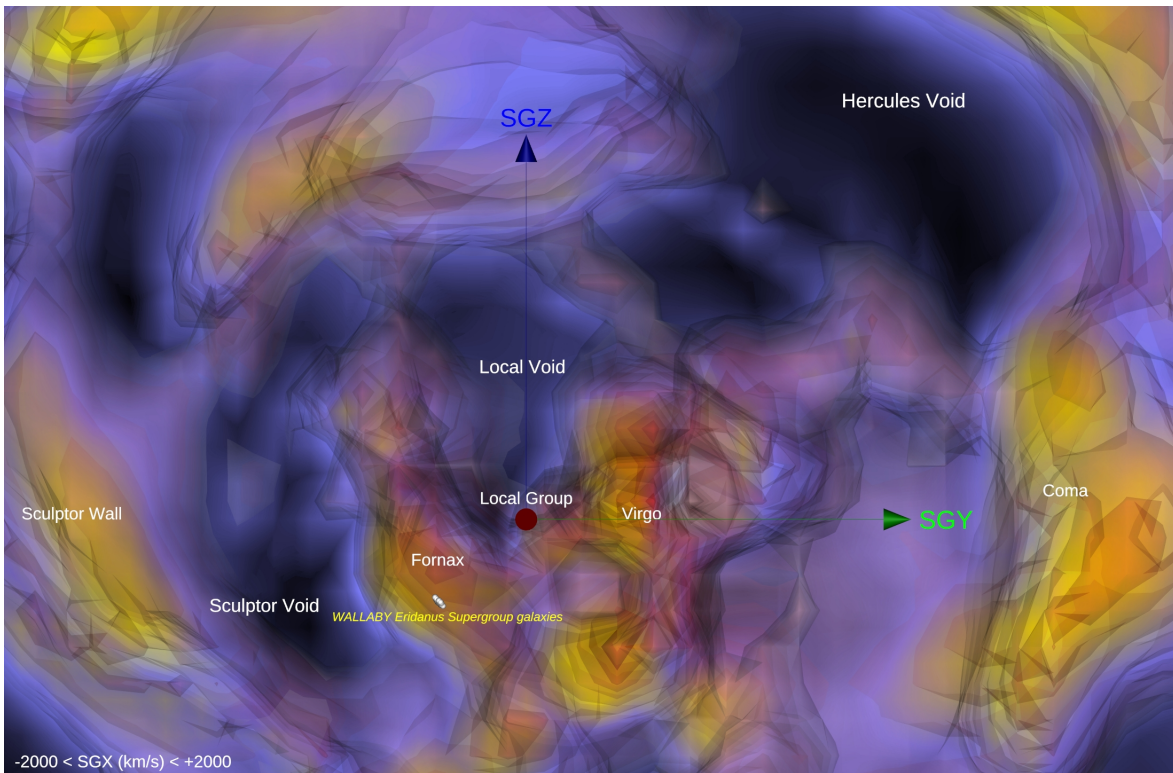 Hercules Void
SGZ
Local Void
Coma
Local Group
Sculptor Wall
Virgo
SGY
Fornax
Sculptor Void
WALLABY Eridanus Supergroup galaxies
-2000 < SGX (km/s) < +2000